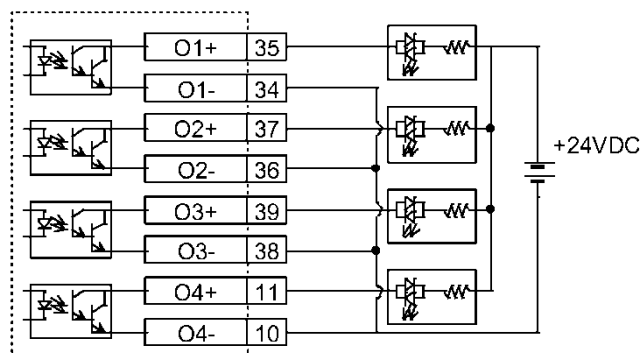 O1+ 35
O1- 34
O2+ 37
O2- 36
+24VDC
O3+ 39
O3- 38
O4+ 11
O4- 10